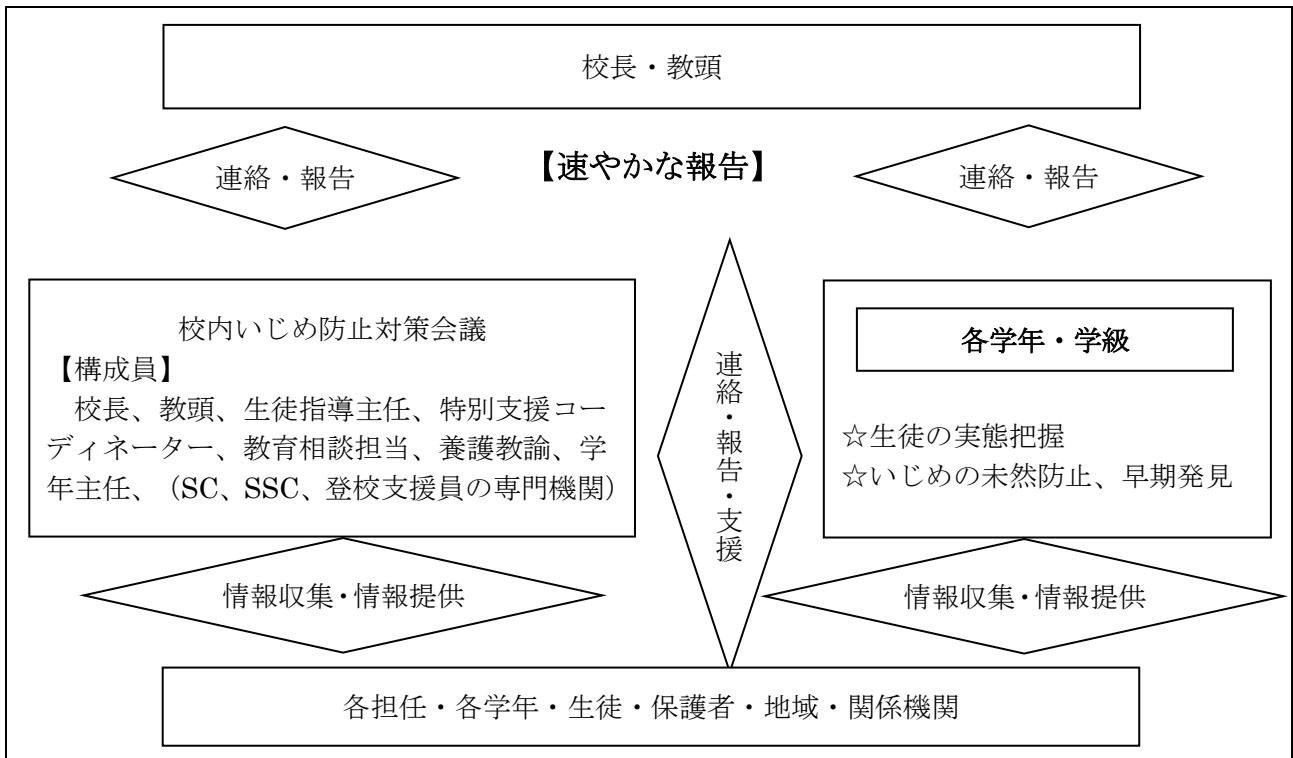 校長・教頭
連絡・報告
【速やかな報告】
連絡・報告
校内いじめ防止対策会議
【構成員】
校長、教頭、生徒指導主任、特別支援コー
ディネーター、教育相談担当、養護教諭、学
年主任、（SC、SSC、登校支援員の専門機関）
連絡・報告・支援
各学年・学級
☆生徒の実態把握
☆いじめの未然防止、早期発見
情報収集・情報提供
情報収集・情報提供
各担任・各学年・生徒・保護者・地域・関係機関